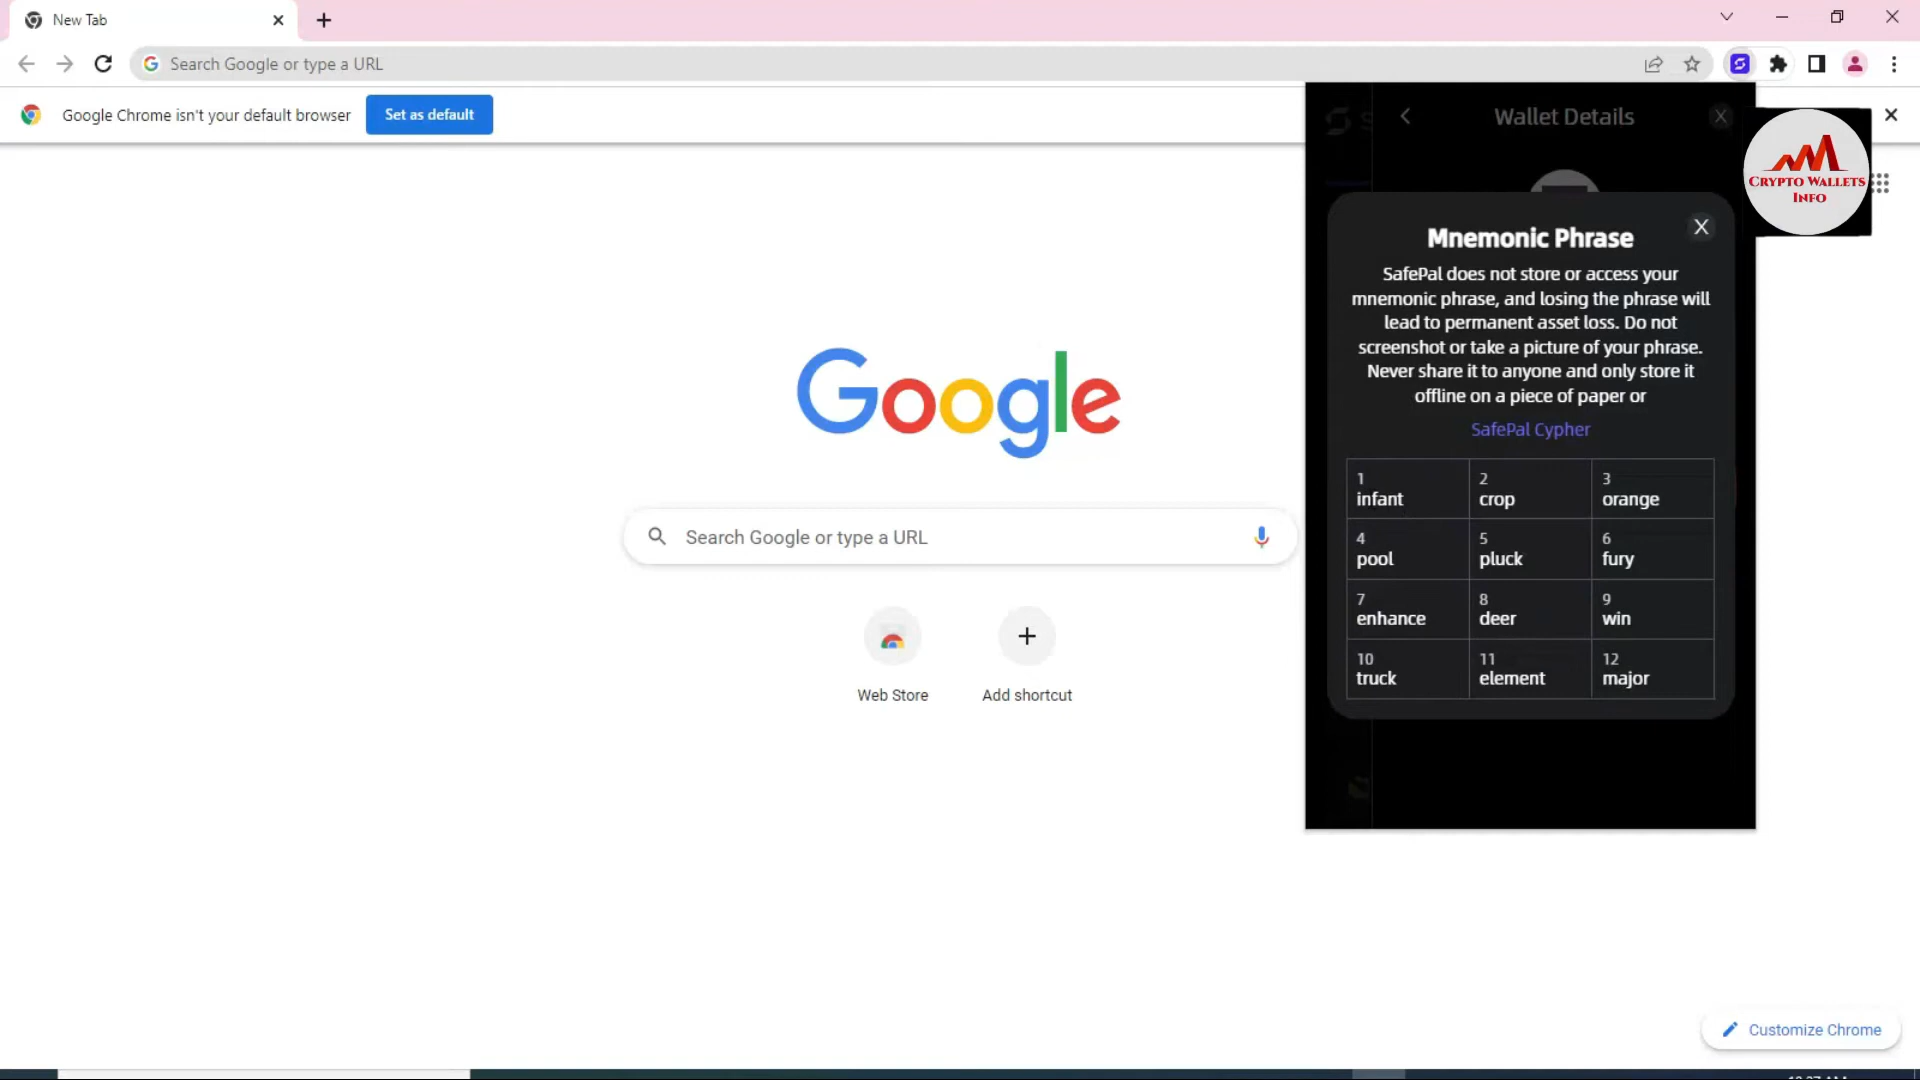 New Tab
Search Google or type a URL
Google Chrome isn't your default browser
Set as default
Wallet Details
X
CRYPTO WALLETS
INFO
Mnemonic Phrase
X
SafePal does not store or access your
mnemonic phrase, and losing the phrase will
lead to permanent asset loss. Do not
screenshot or take a picture of your phrase.
Never share it to anyone and only store it
offline on a piece of paper or
SafePal Cypher
1 2 3
infant crop orange
4 5 6
pool pluck fury
7 8 9
enhance deer win
10 11 12
truck element major
Google
Search Google or type a URL
Web Store Add shortcut
Customize Chrome